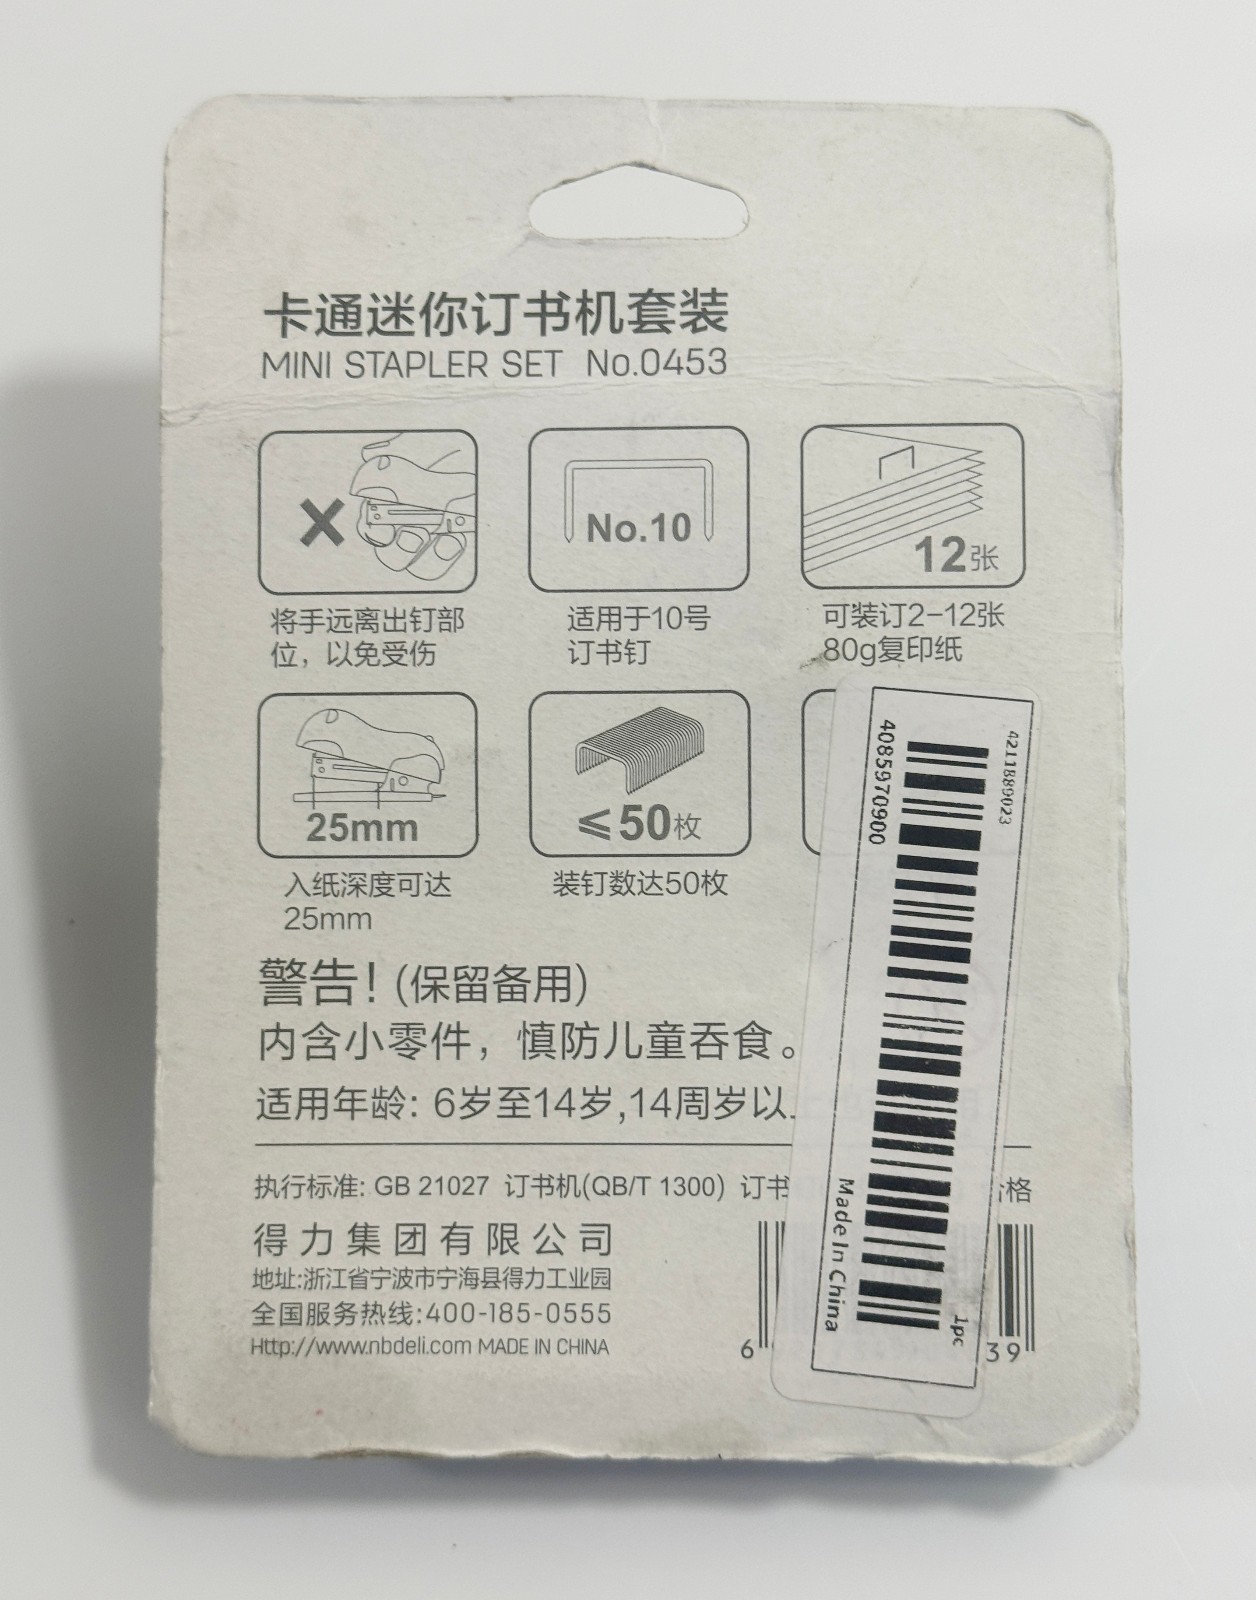 卡通迷你订书机套装
MINI STAPLER SET No.0453
No.10
12张
将手远离出钉部
位，以免受伤
适用于10号
订书钉
可装订2-12张
80g复印纸
25mm
≤50枚
入纸深度可达
25mm
装钉数达50枚
警告！(保留备用)
内含小零件，慎防儿童吞食。
适用年龄: 6岁至14岁,14周岁以
执行标准: GB 21027 订书机(QB/T 1300) 订书
格
得力集团有限公司
地址:浙江省宁波市宁海县得力工业园
全国服务热线:400-185-0555
Http://www.nbdeli.com MADE IN CHINA
6
39
4211889023
4085970900
Made In China
1pc